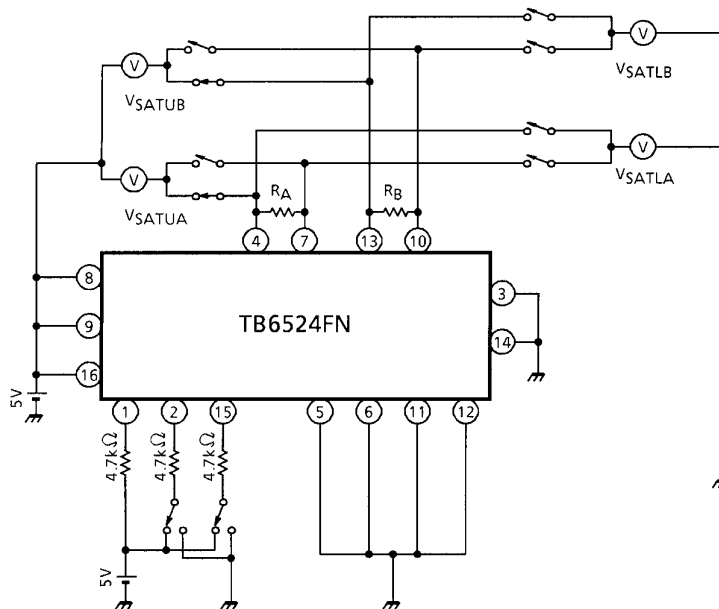 V
V
VSATUB
VSATLB
V
V
VSATUA
RA
RB
VSATLA
4
7
13
10
8
3
9
TB6524FN
14
16
5V
1
2
15
5
6
11
12
4.7kΩ
4.7kΩ
4.7kΩ
5V